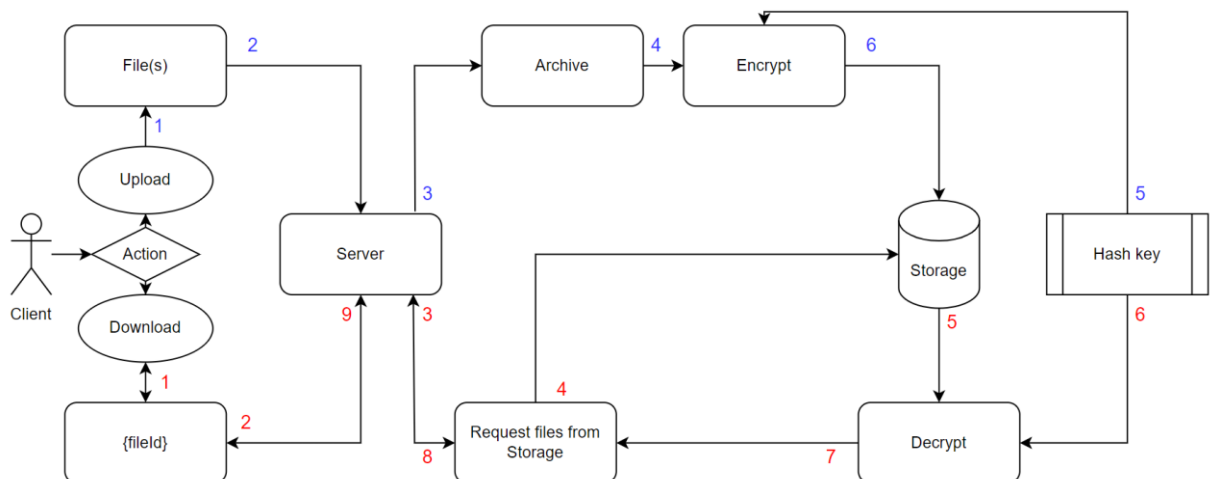 File(s)
2
Archive
4
Encrypt
6
1
Upload
3
5
Server
Action
Storage
Hash key
Client
Download
9
3
5
6
1
4
2
{fileId}
Request files from
Storage
8
7
Decrypt